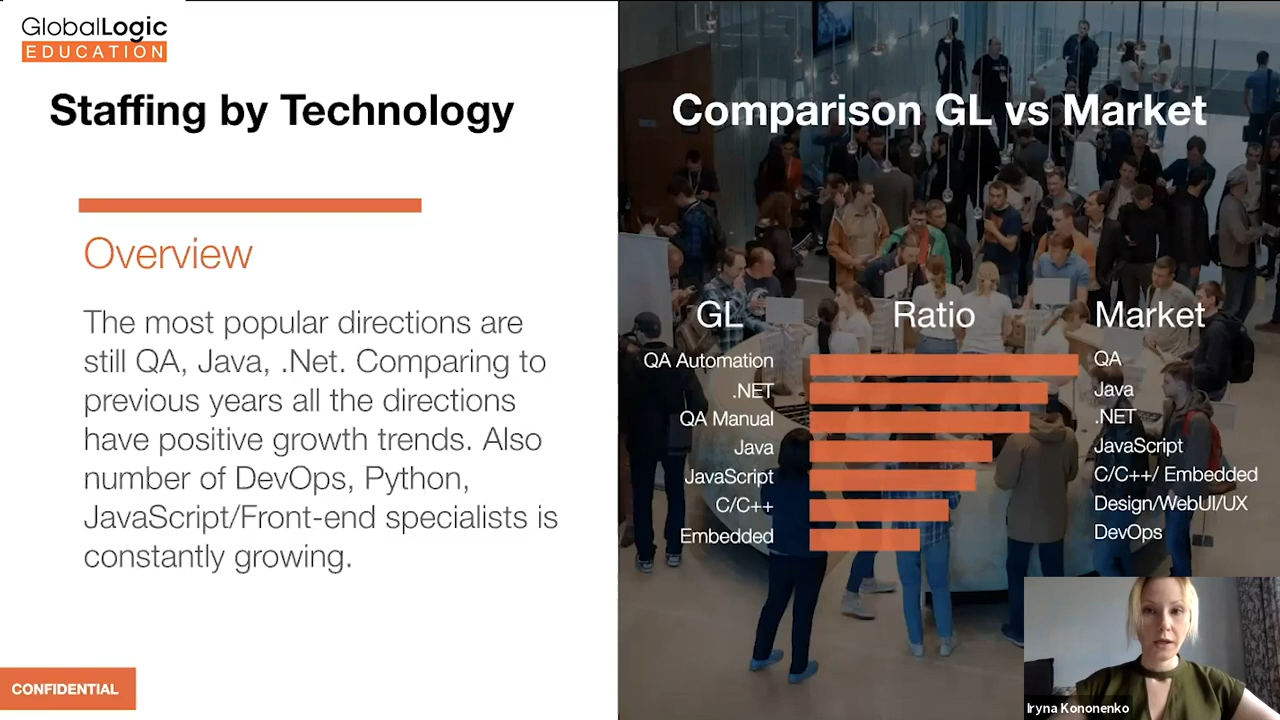 GlobalLogic
EDUCATION
Staffing by Technology
Overview
The most popular directions are
still QA, Java, .Net. Comparing to
previous years all the directions
have positive growth trends. Also
number of DevOps, Python,
JavaScript/Front-end specialists is
constantly growing.
CONFIDENTIAL
Comparison GL vs Market
GL Ratio Market
QA Automation QA
.NET Java
QA Manual .NET
Java JavaScript
JavaScript C/C++/ Embedded
C/C++ Design/WebUI/UX
Embedded DevOps
Iryna Kononenko